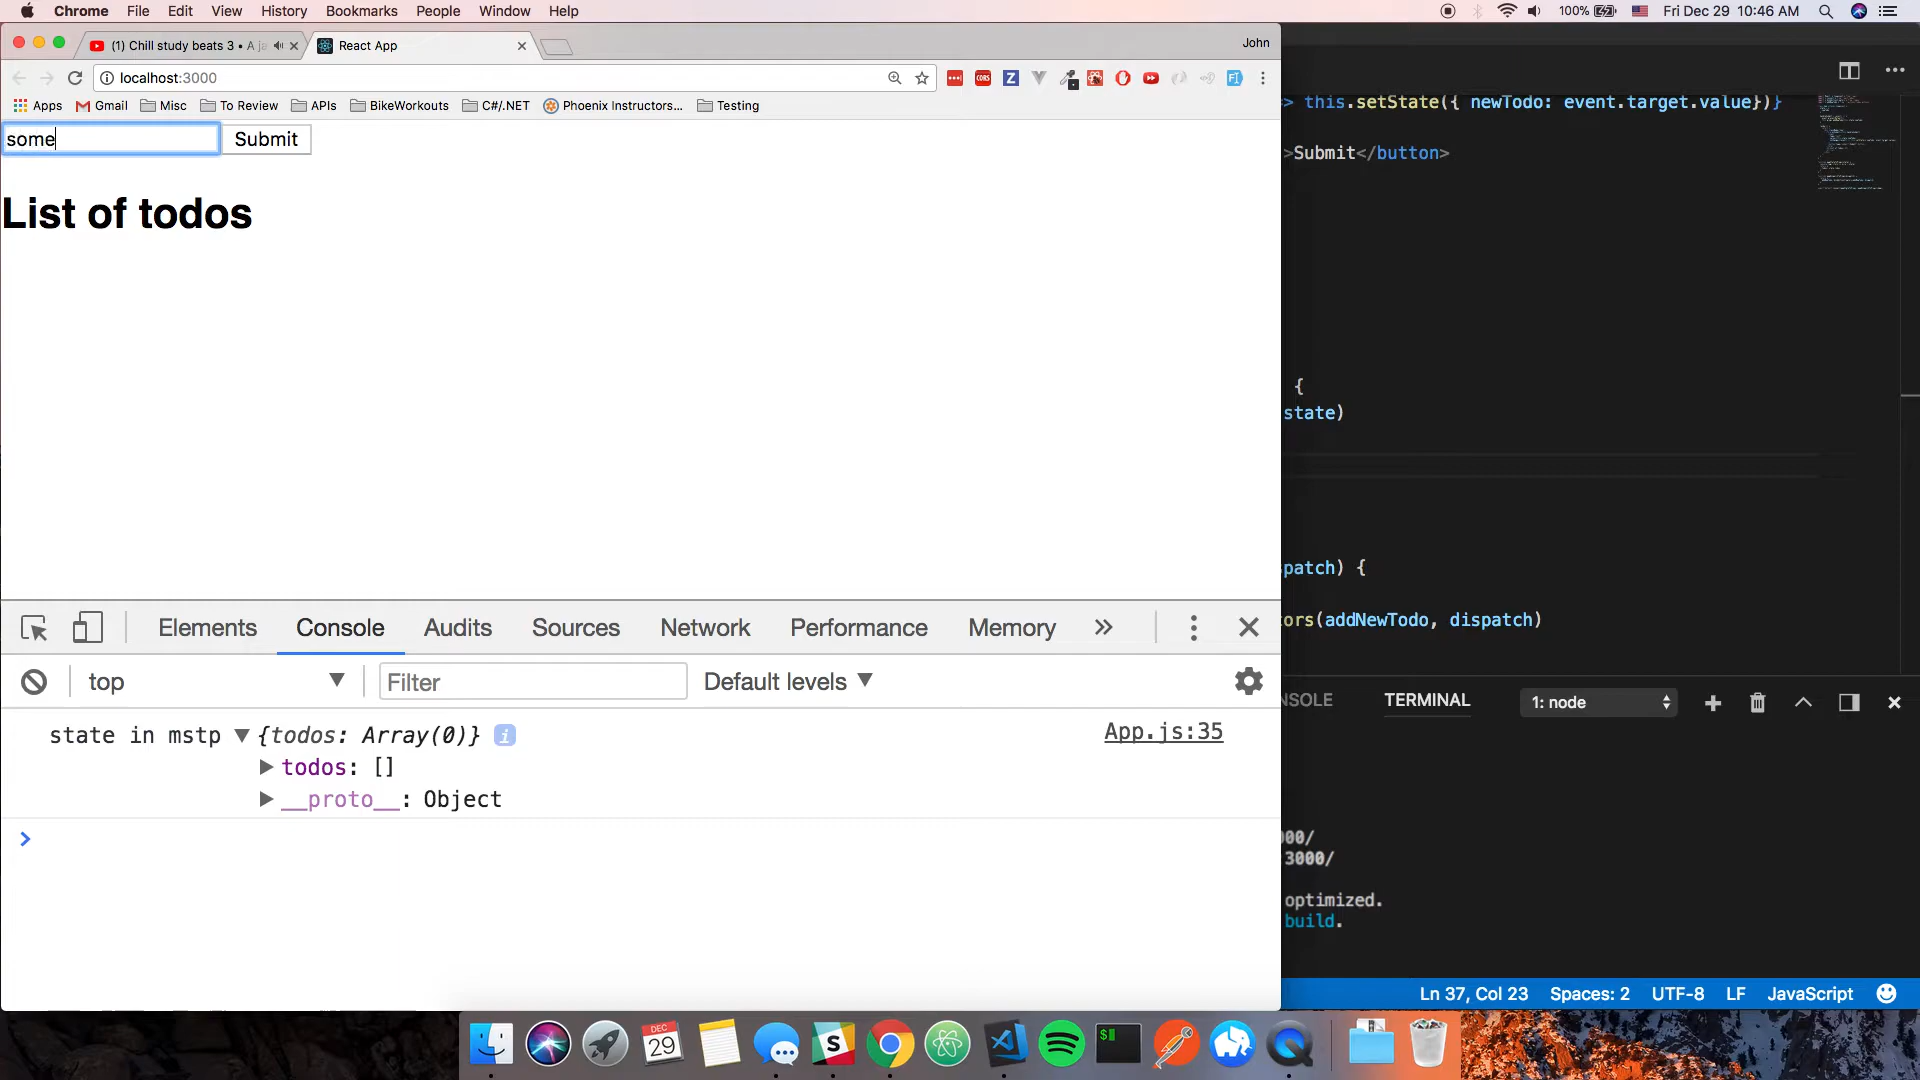 Chrome File Edit View History Bookmarks People Window Help 100% Fri Dec 29 10:46 AM
(1) Chill study beats 3 • A ja
React App
John
localhost:3000
Apps Gmail Misc To Review APIs BikeWorkouts C#/.NET Phoenix Instructors... Testing
some Submit
List of todos
> this.setState({ newTodo: event.target.value})}
>Submit</button>
{
state)
patch) {
ors(addNewTodo, dispatch)
Elements Console Audits Sources Network Performance Memory
top Filter Default levels
state in mstp {todos: Array(0)} i App.js:35
todos: []
__proto__: Object
NSOLE TERMINAL 1: node
000/
3000/
optimized.
build.
Ln 37, Col 23 Spaces: 2 UTF-8 LF JavaScript
DEC
29